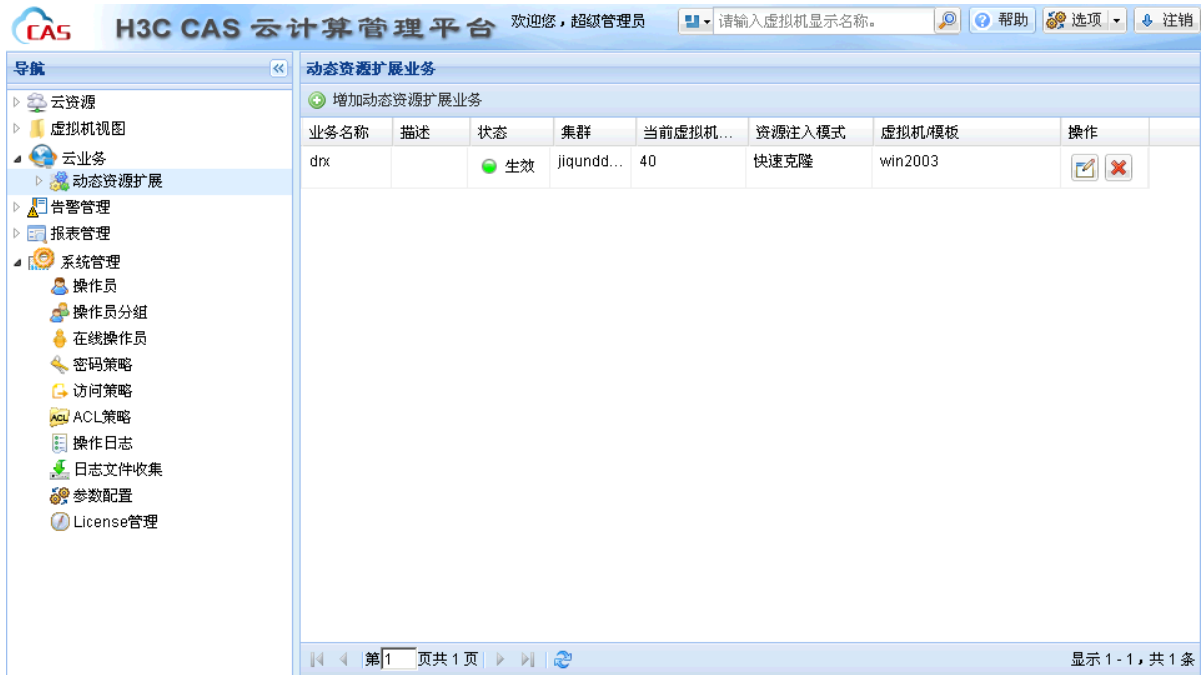 CAS H3C CAS 云计算管理平台 欢迎您，超级管理员 请输入虚拟机显示名称。 帮助 选项 注销
导航
云资源
虚拟机视图
云业务
动态资源扩展
告警管理
报表管理
系统管理
操作员
操作员分组
在线操作员
密码策略
访问策略
ACL ACL策略
操作日志
日志文件收集
参数配置
License管理
动态资源扩展业务
增加动态资源扩展业务
业务名称 描述 状态 集群 当前虚拟机... 资源注入模式 虚拟机/模板 操作
drx 生效 jiqundd... 40 快速克隆 win2003
第 1 页共 1 页 显示 1 - 1，共 1 条